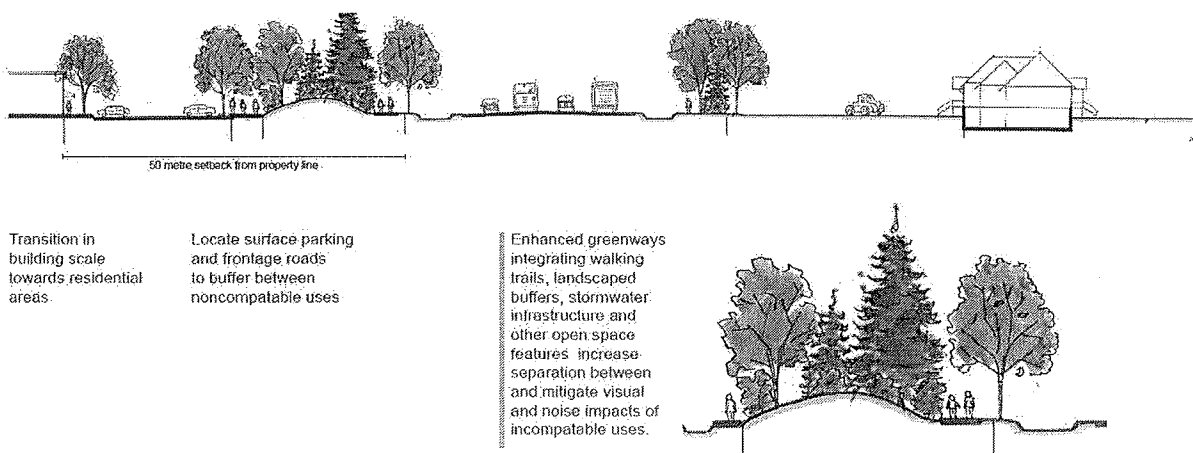 50 metre setback from property line
Transition in
building scale
towards residential
areas
Locate surface parking
and frontage roads
to buffer between
noncompatable uses
Enhanced greenways
integrating walking
trails, landscaped
buffers, stormwater
infrastructure and
other open space
features increase
separation between
and mitigate visual
and noise impacts of
incompatable uses.